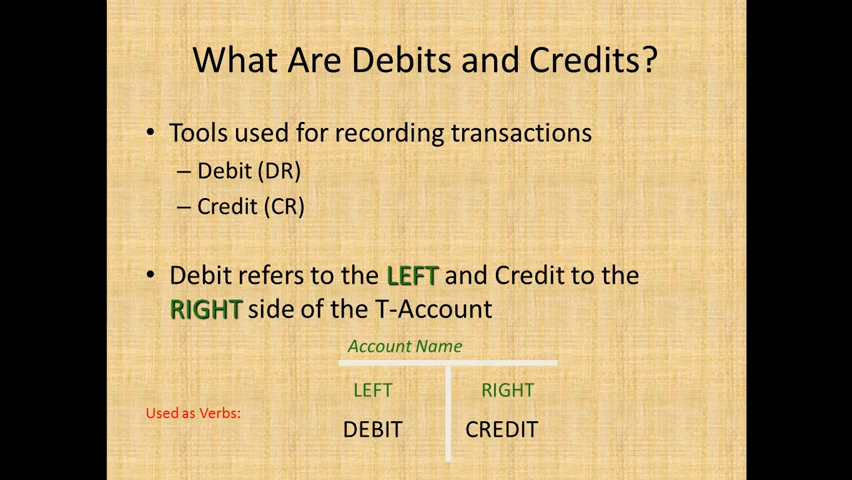 What Are Debits and Credits?
• Tools used for recording transactions
– Debit (DR)
– Credit (CR)
• Debit refers to the LEFT and Credit to the
RIGHT side of the T-Account
Account Name
LEFT RIGHT
Used as Verbs:
DEBIT CREDIT